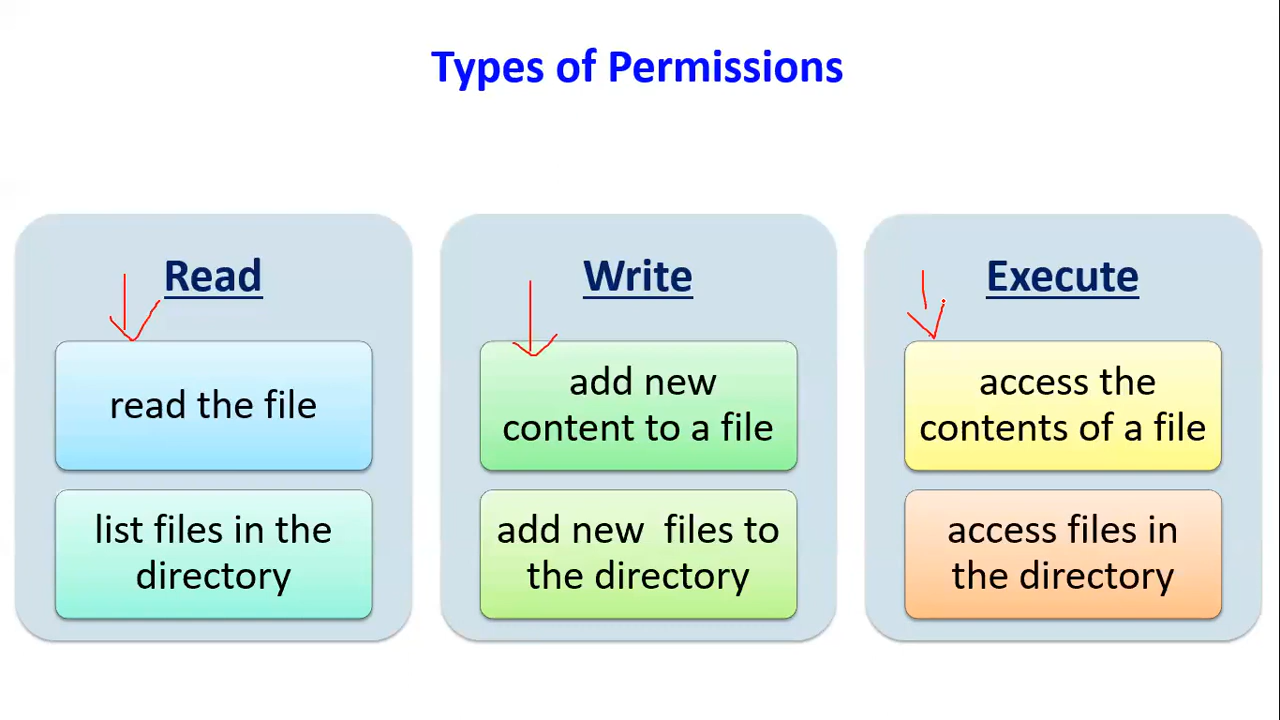 Types of Permissions
Read
read the file
list files in the
directory
Write
add new
content to a file
add new  files to
the directory
Execute
access the
contents of a file
access files in
the directory